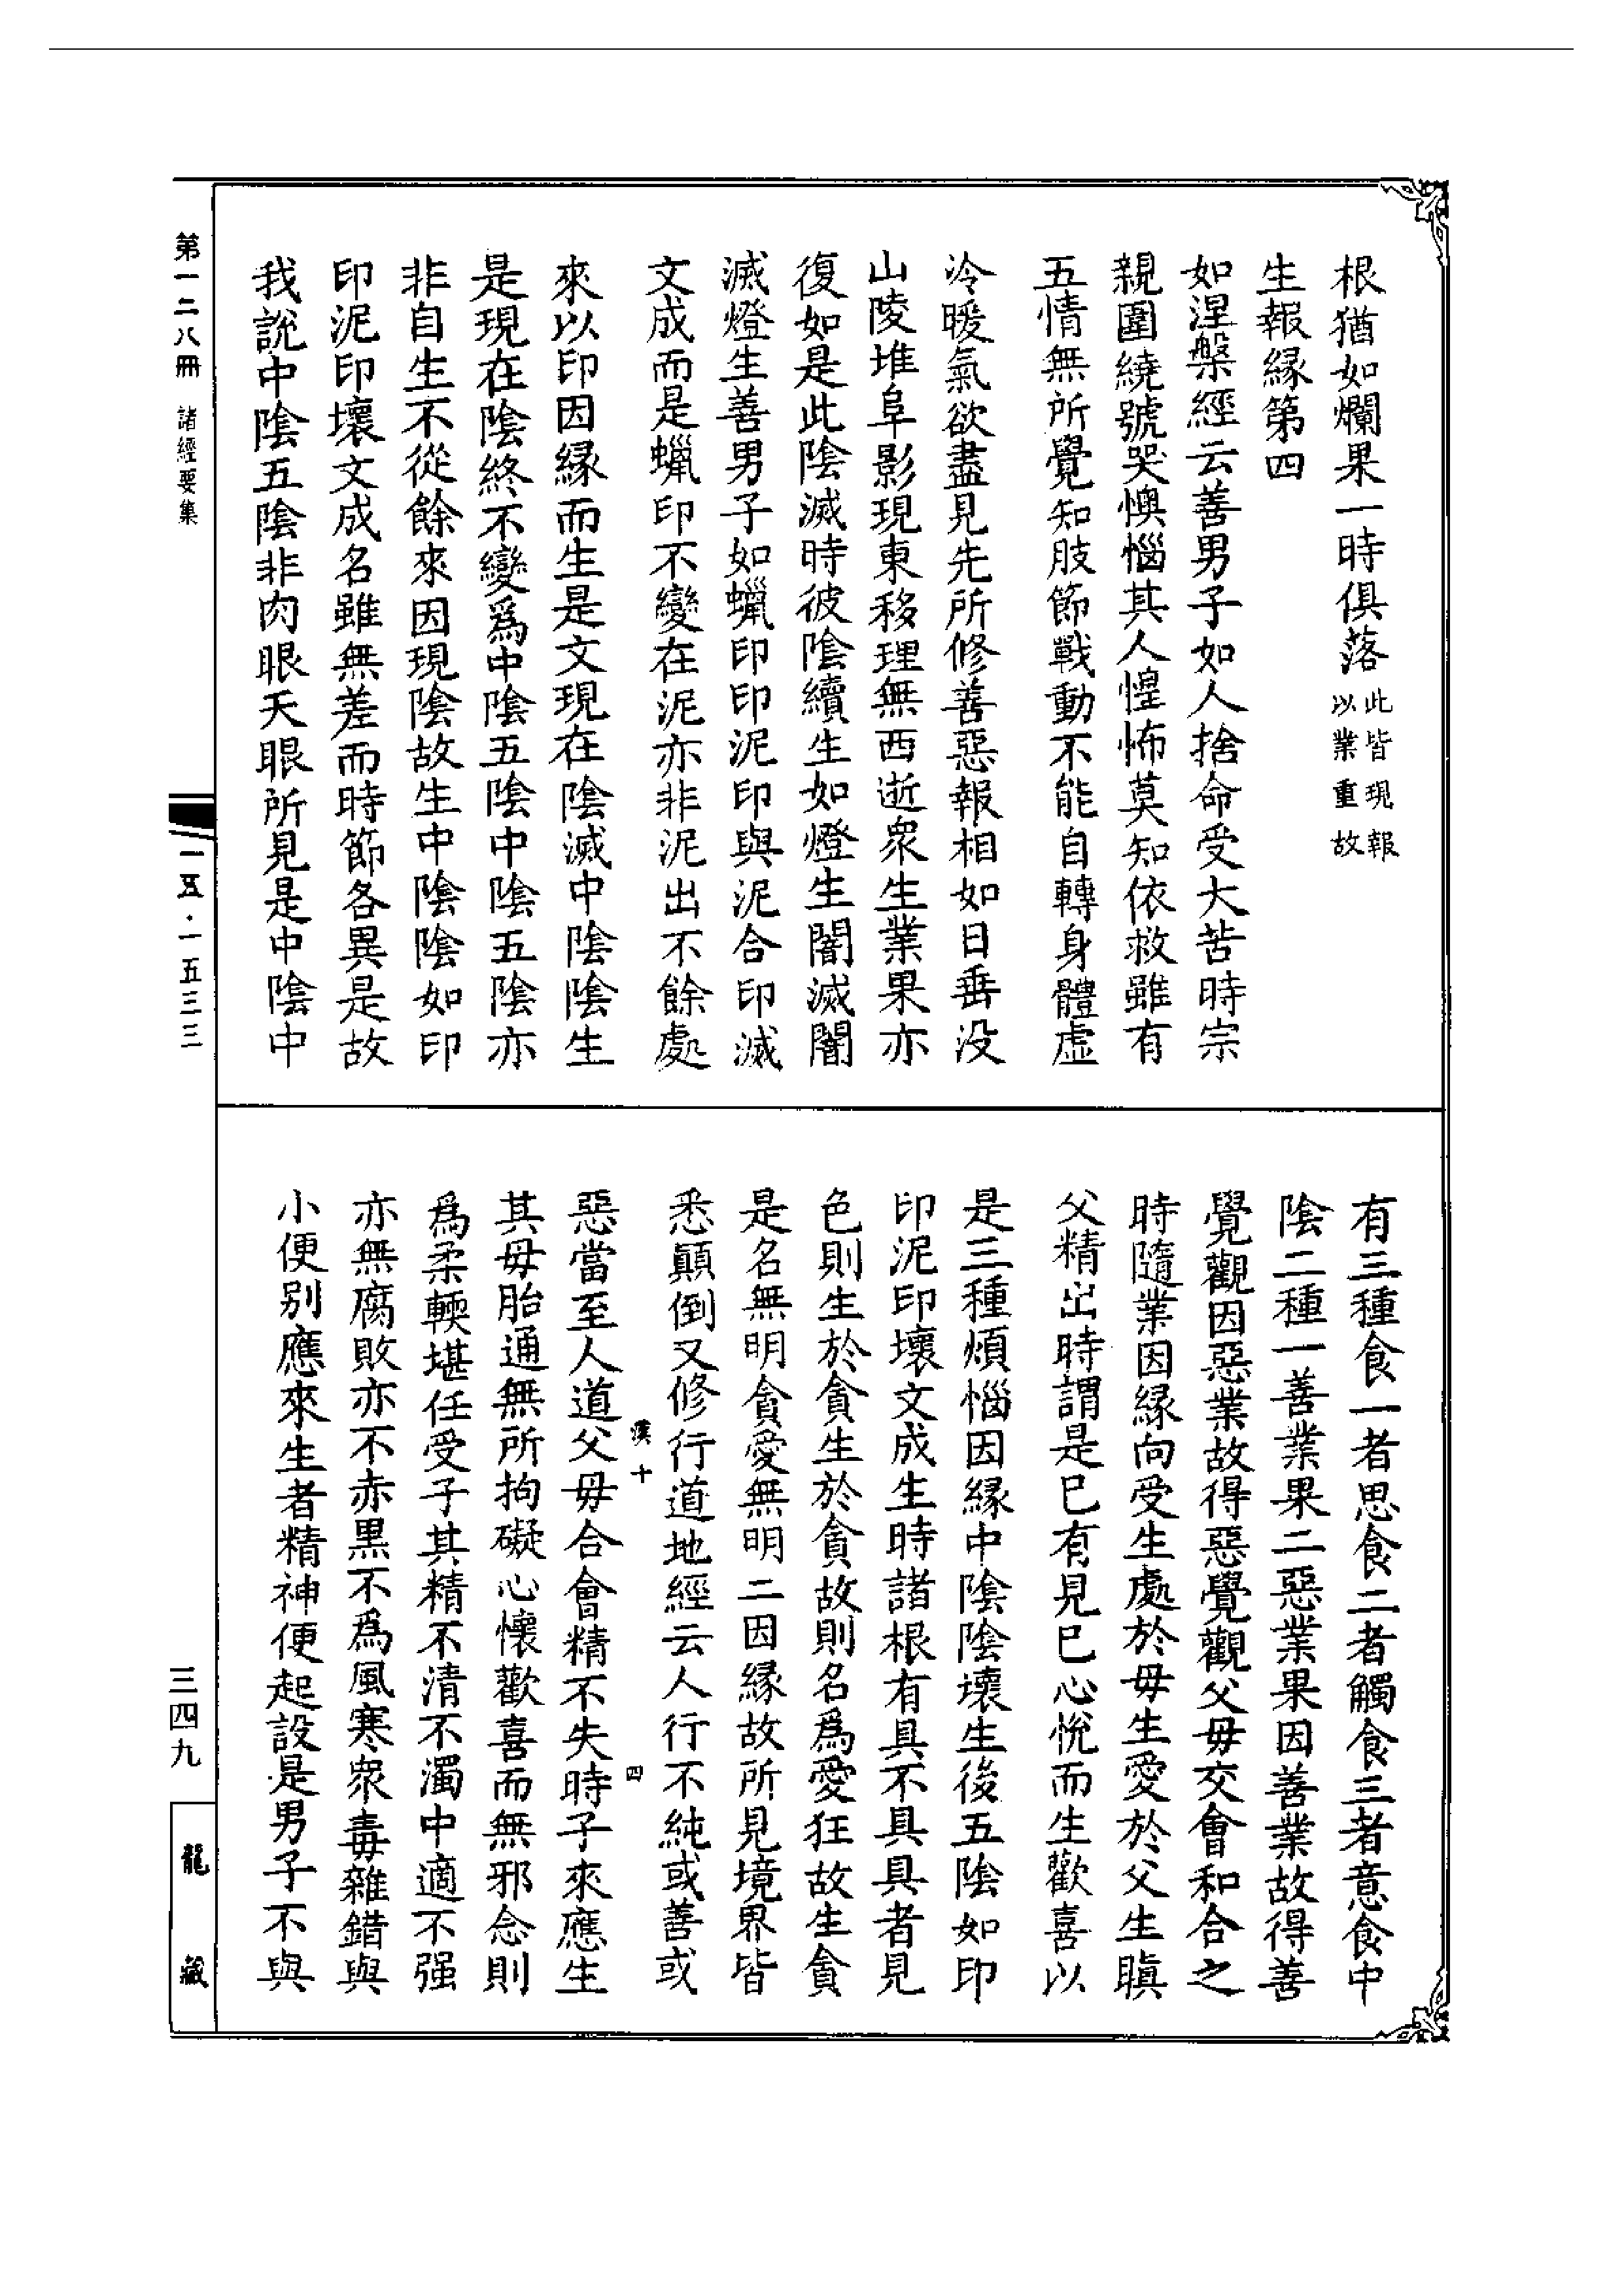 根猶如爛果一時俱落此皆現報以業重故
生報縁第四
如涅槃經云善男子如人捨命受大苦時宗
親圍繞號哭懊惱其人惶怖莫知依救雖有
五情無所覺知肢節戰動不能自轉身體虛
冷暖氣欲盡見先所修善惡報相如日垂没
山陵堆阜影現東移理無西逝衆生業果亦
復如是此陰滅時彼陰續生如燈生闇滅闇
滅燈生善男子如蠟印印泥印與泥合印滅
文成而是蠟印不變在泥亦非泥出不餘處
來以印因縁而生是文現在陰滅中陰陰生
是現在陰終不變爲中陰五陰中陰五陰亦
非自生不從餘來因現陰故生中陰陰如印
印泥印壞文成名雖無差而時節各異是故
我說中陰五陰非肉眼天眼所見是中陰中
有三種食一者思食二者觸食三者意食中
陰二種一善業果二惡業果因善業故得善
覺觀因惡業故得惡覺觀父毋交會和合之
時隨業因縁向受生處於毋生愛於父生瞋
父精出時謂是巳有見巳心悅而生歡喜以
是三種煩惱因縁中陰陰壞生後五陰如印
印泥印壞文成生時諸根有具不具具者見
色則生於貪生於貪故則名爲愛狂故生貪
是名無明貪愛無明二因縁故所見境界皆
悉顛倒又修行道地經云人行不純或善或
漢十
四
惡當至人道父毋合會精不失時子來應生
其毋胎通無所拘礙心懷歡喜而無邪念則
爲柔輭堪任受子其精不清不濁中適不强
亦無腐敗亦不赤黒不爲風寒衆毒雜錯與
小便別應來生者精神便起設是男子不與
第一二八冊 諸經要集
一五·一五三三
三四九
龍藏